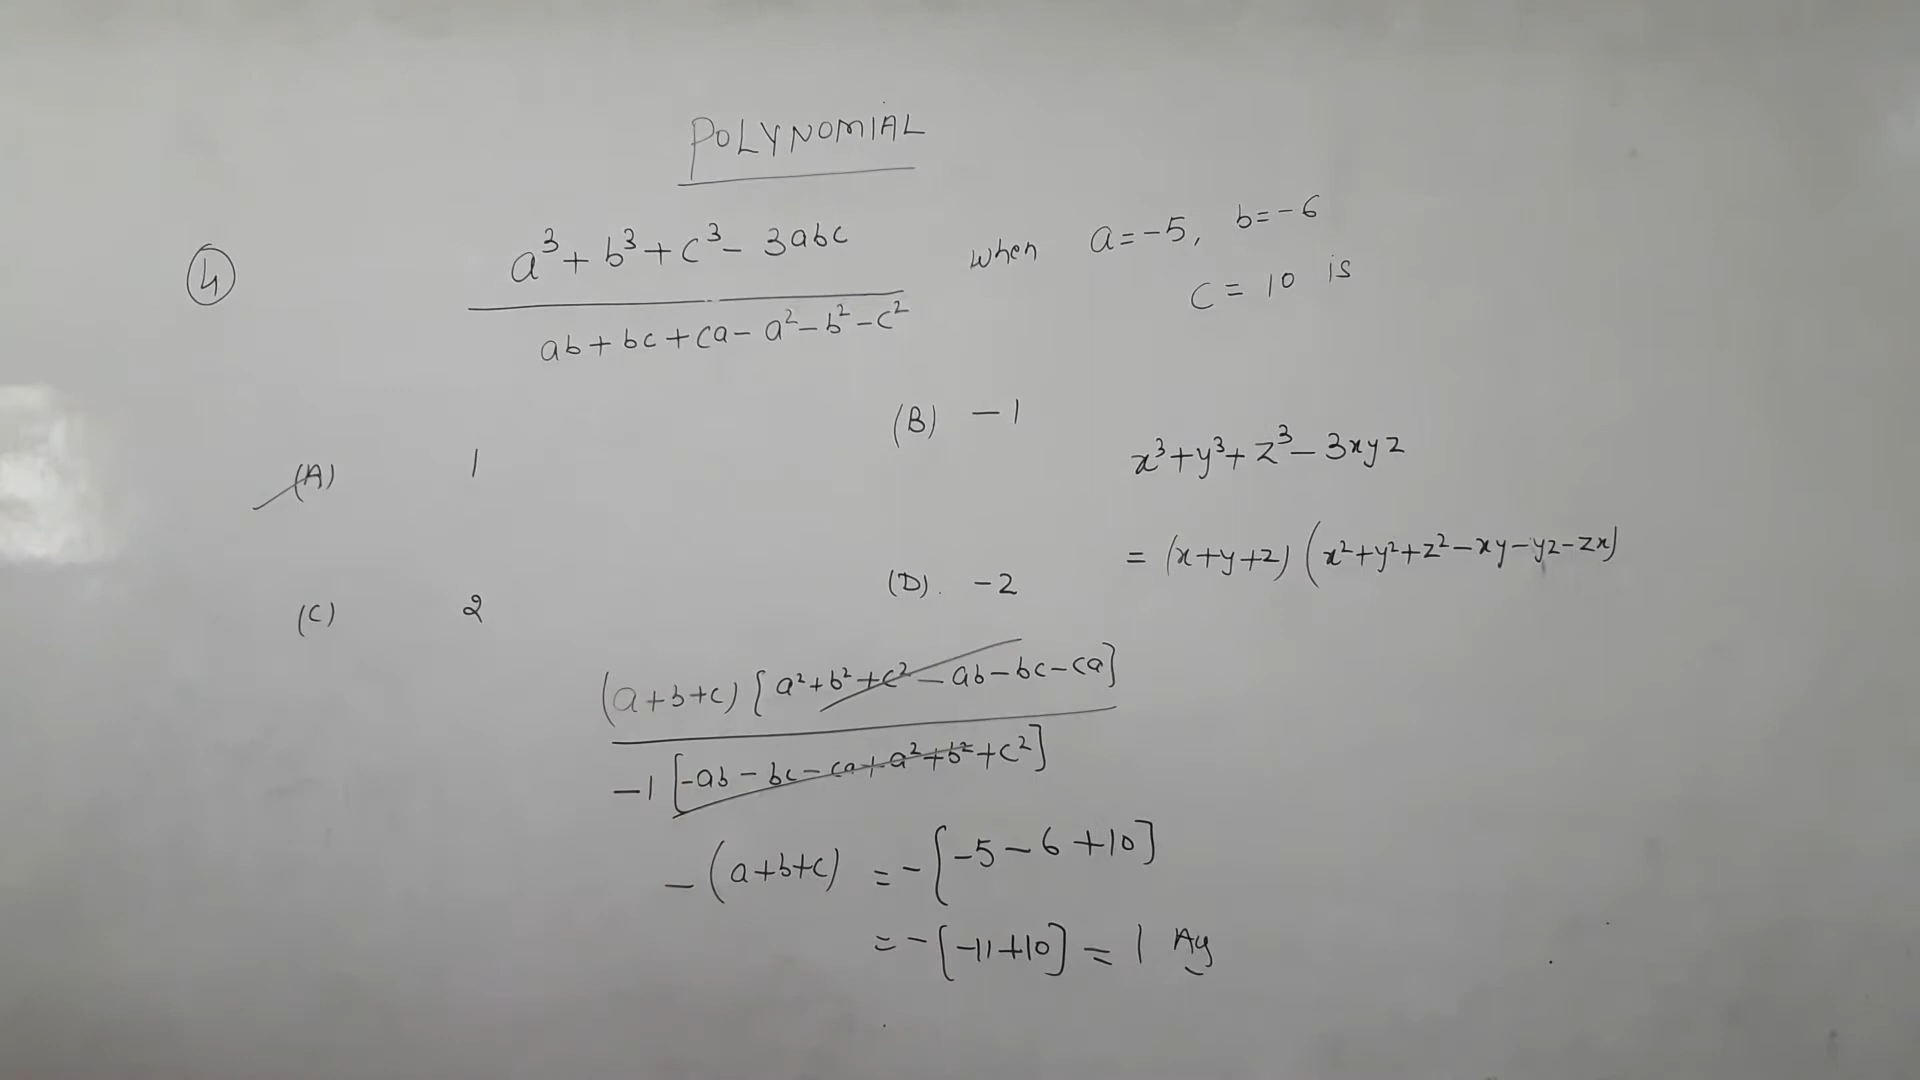 POLYNOMIAL
4 a³ + b³ + c³ - 3abc when a = -5, b = -6
ab + bc + ca - a² - b² - c² c = 10 is
(A) 1 (B) -1
(C) 2 (D). -2
x³ + y³ + z³ - 3xyz
= (x+y+z) (x² + y² + z² - xy - yz - zx)
(a+b+c) [a² + b² + c² - ab - bc - ca]
-1 [-ab - bc - ca + a² + b² + c²]
- (a+b+c) = - [-5 - 6 + 10]
= - [-11 + 10] = 1